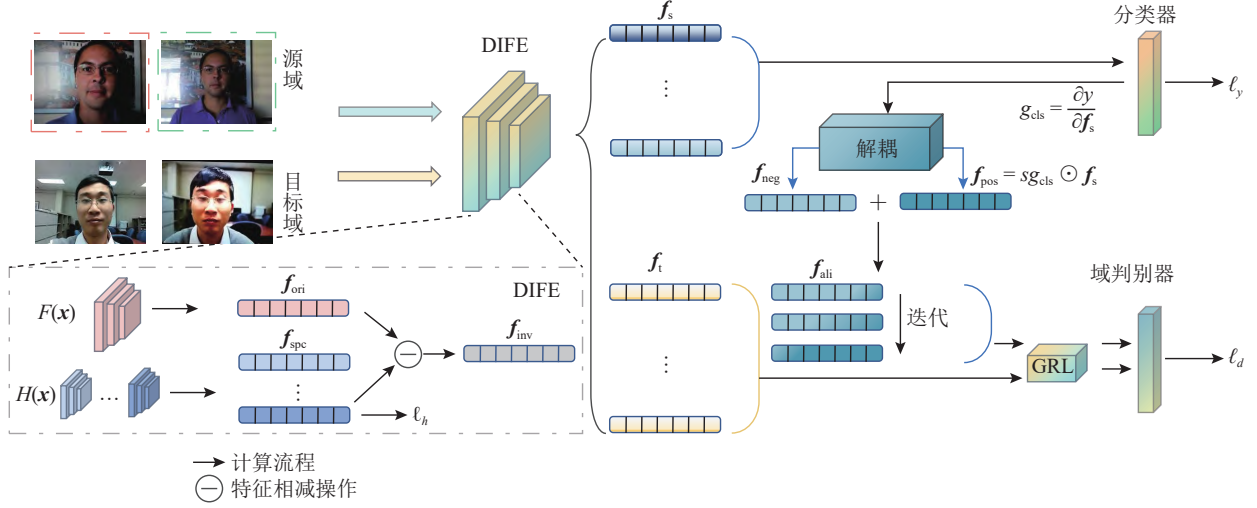 源域
目标域
DIFE
f_s
⋮
分类器
ℓ_y
g_cls = ∂y/∂f_s
解耦
f_neg
f_pos = sg_cls ⊙ f_s
+
f_t
⋮
f_ali
迭代
域判别器
GRL
ℓ_d
DIFE
F(x)
f_ori
f_spc
⋮
H(x)
…
f_inv
ℓ_h
计算流程
特征相减操作